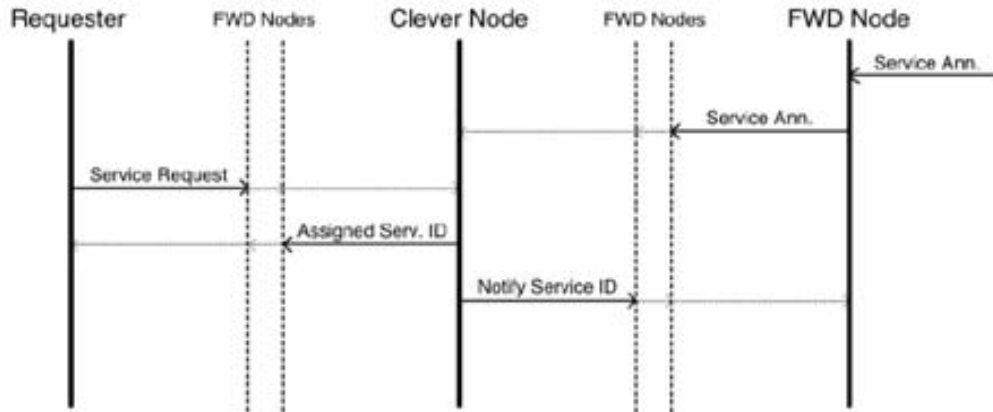 Requester
FWD Nodes
Clever Node
FWD Nodes
FWD Node
Service Ann.
Service Ann.
Service Request
Assigned Serv. ID
Notify Service ID